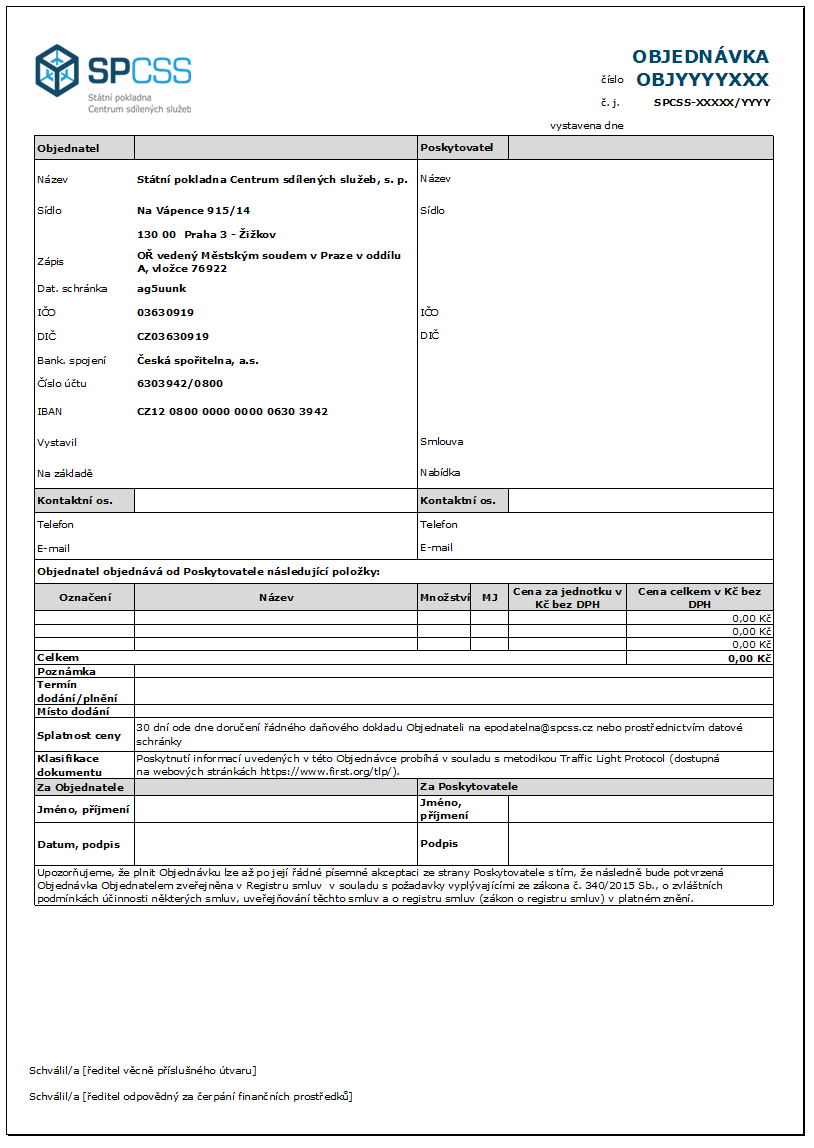 SPCSS
Státní pokladna
Centrum sdílených služeb
OBJEDNÁVKA
číslo OBJYYYYXXX
č. j. SPCSS-XXXXX/YYYY
vystavena dne
Objednatel Poskytovatel
Název Státní pokladna Centrum sdílených služeb, s. p. Název
Sídlo Na Vápence 915/14 Sídlo
130 00 Praha 3 - Žižkov
Zápis OŘ vedený Městským soudem v Praze v oddílu
A, vložce 76922
Dat. schránka ag5uunk
IČO 03630919 IČO
DIČ CZ03630919 DIČ
Bank. spojení Česká spořitelna, a.s.
Číslo účtu 6303942/0800
IBAN CZ12 0800 0000 0000 0630 3942
Vystavil Smlouva
Na základě Nabídka
Kontaktní os. Kontaktní os.
Telefon Telefon
E-mail E-mail
Objednatel objednává od Poskytovatele následující položky:
Označení Název Množství MJ Cena za jednotku v Kč bez DPH Cena celkem v Kč bez DPH
0,00 Kč
0,00 Kč
0,00 Kč
Celkem 0,00 Kč
Poznámka
Termín
dodání/plnění
Místo dodání
Splatnost ceny 30 dní ode dne doručení řádného daňového dokladu Objednateli na epodatelna@spcss.cz nebo prostřednictvím datové
schránky
Klasifikace dokumentu Poskytnutí informací uvedených v této Objednávce probíhá v souladu s metodikou Traffic Light Protocol (dostupná
na webových stránkách https://www.first.org/tlp/).
Za Objednatele Za Poskytovatele
Jméno, příjmení Jméno, příjmení
Datum, podpis Podpis
Upozorňujeme, že plnit Objednávku lze až po její řádné písemné akceptaci ze strany Poskytovatele s tím, že následně bude potvrzená
Objednávka Objednatelem zveřejněna v Registru smluv v souladu s požadavky vyplývajícími ze zákona č. 340/2015 Sb., o zvláštních
podmínkách účinnosti některých smluv, uveřejňování těchto smluv a o registru smluv (zákon o registru smluv) v platném znění.
Schválil/a [ředitel věcně příslušného útvaru]
Schválil/a [ředitel odpovědný za čerpání finančních prostředků]